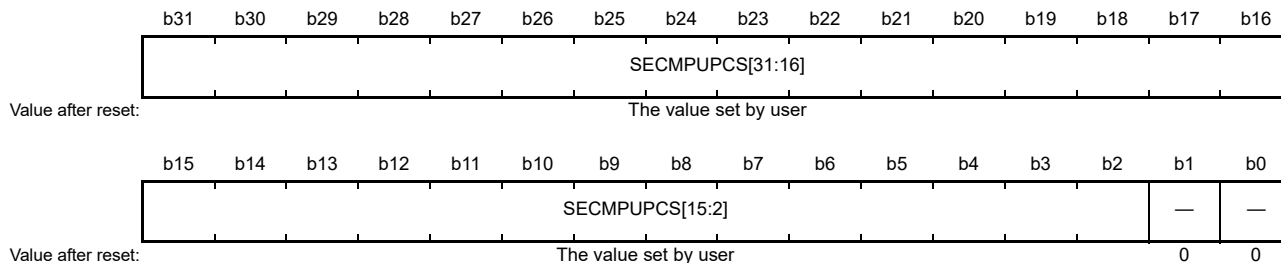 b31 b30 b29 b28 b27 b26 b25 b24 b23 b22 b21 b20 b19 b18 b17 b16
SECMPUPCS[31:16]
Value after reset: The value set by user
b15 b14 b13 b12 b11 b10 b9 b8 b7 b6 b5 b4 b3 b2 b1 b0
SECMPUPCS[15:2] — —
Value after reset: The value set by user 0 0